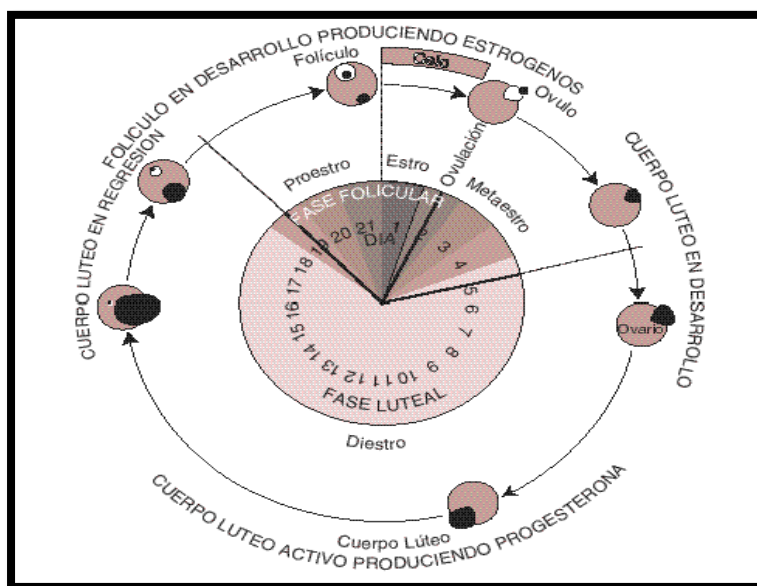 FOLICULO EN DESARROLLO PRODUCIENDO ESTROGENOS
Folículo
Celo
Ovulo
Ovulación
CUERPO LUTEO EN DESARROLLO
Proestro
Estro
Metaestro
FASE FOLICULAR
DIA
1
2
3
4
5
6
7
8
9
10
11
12
13
14
15
16
17
18
19
20
21
FASE LUTEAL
Diestro
Ovario
Cuerpo Lúteo
CUERPO LUTEO ACTIVO PRODUCIENDO PROGESTERONA
CUERPO LUTEO EN REGRESION